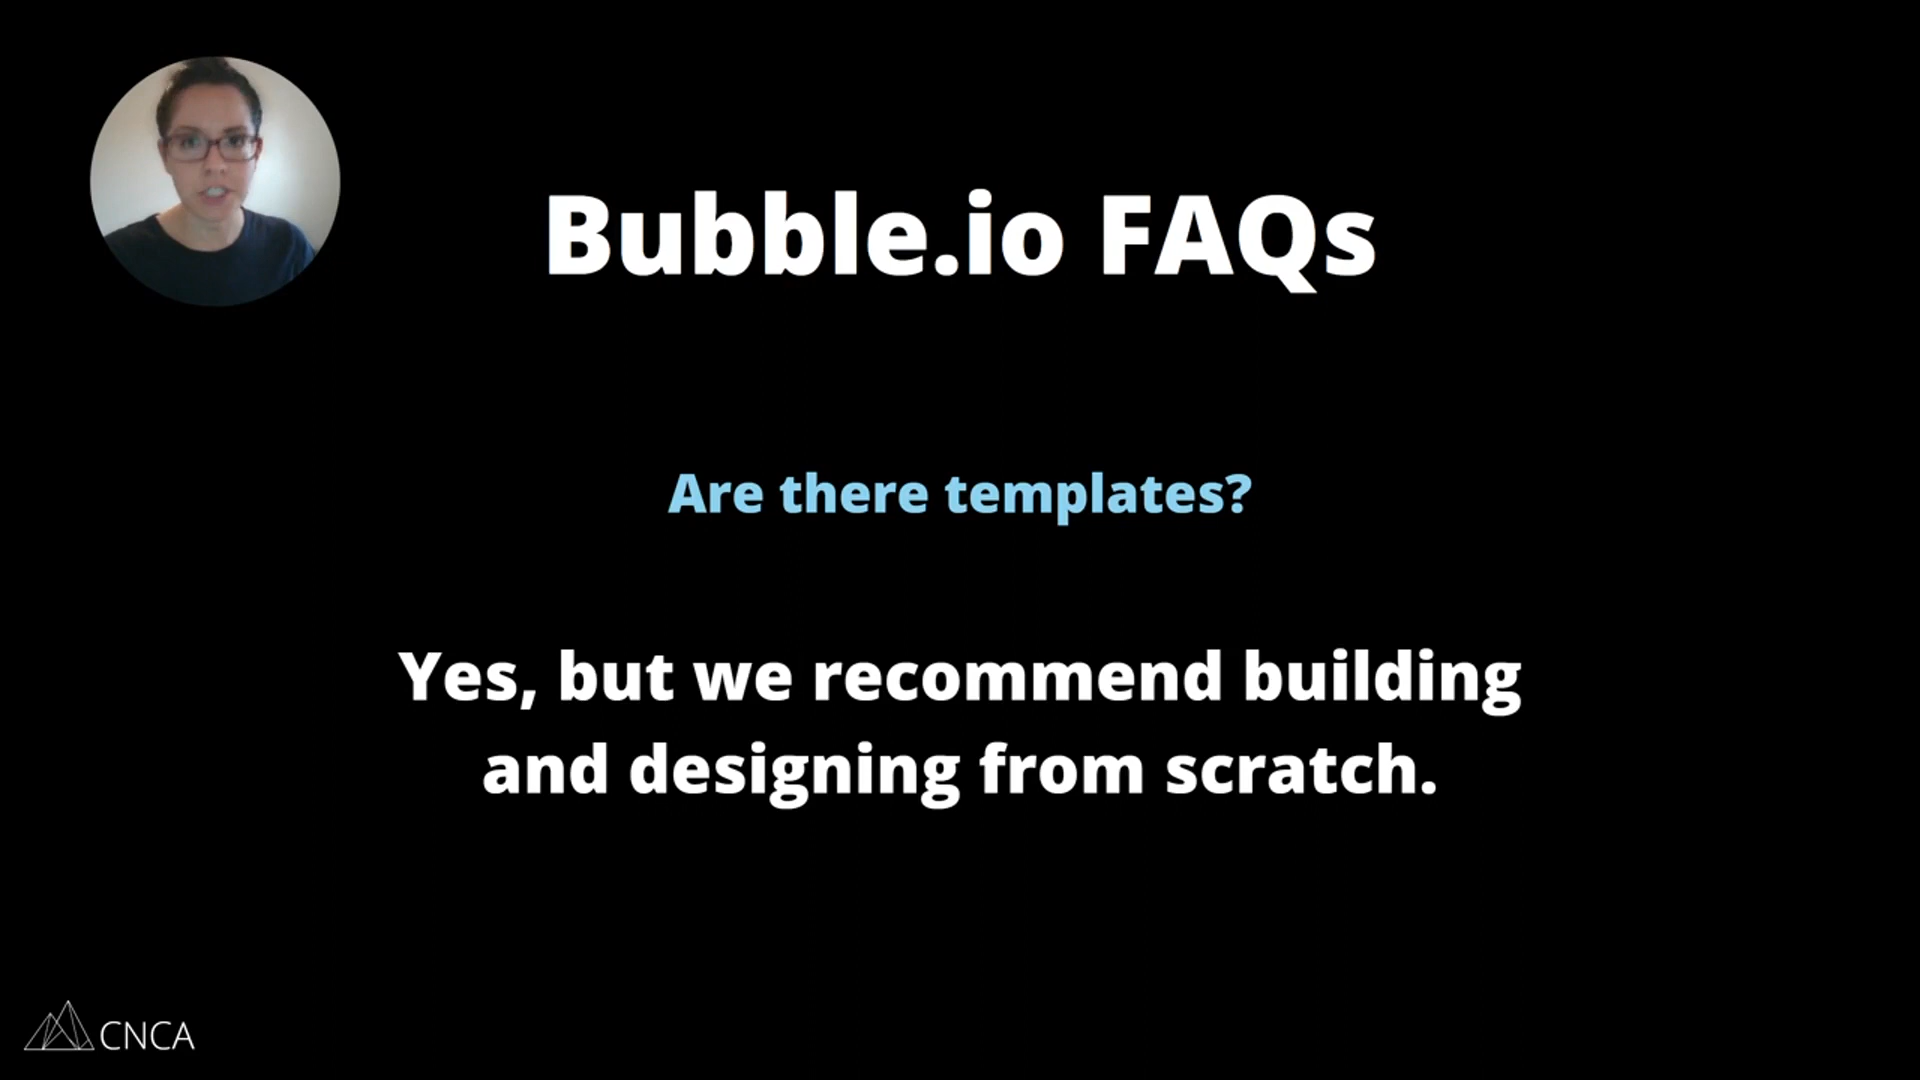 Bubble.io FAQs
Are there templates?
Yes, but we recommend building
and designing from scratch.
CNCA